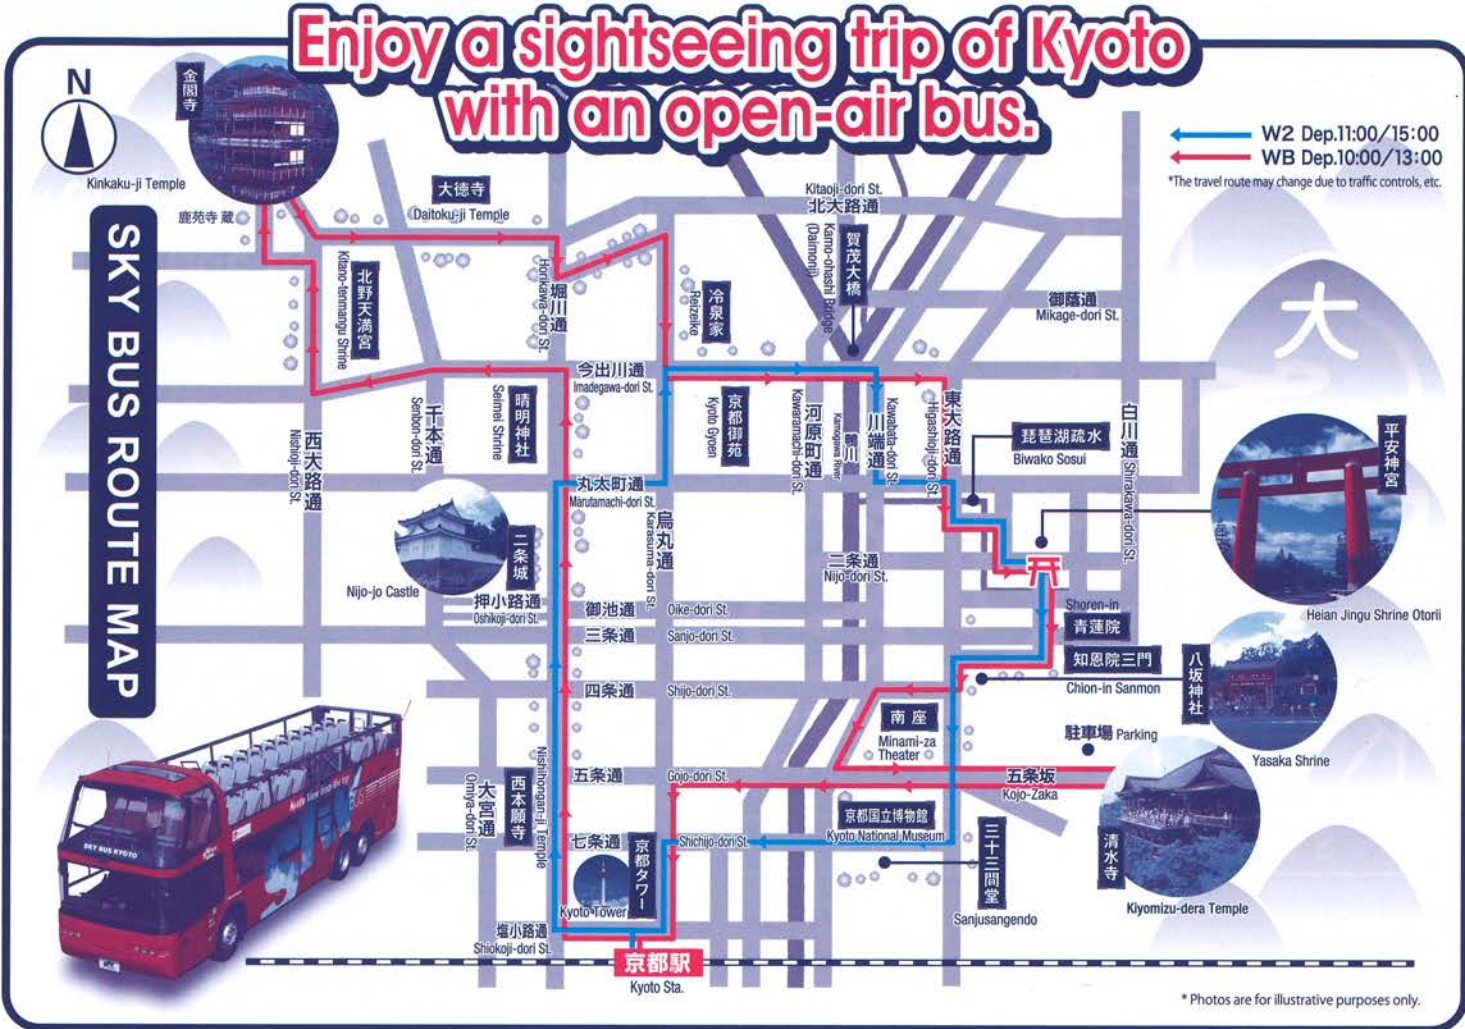 Enjoy a sightseeing trip of Kyoto
with an open-air bus.
N
金閣寺
Kinkaku-ji Temple
W2 Dep.11:00/15:00
WB Dep.10:00/13:00
*The travel route may change due to traffic controls, etc.
SKY BUS ROUTE MAP
鹿苑寺 蔵
大徳寺
Daitoku-ji Temple
Kitaoji-dori St.
北大路通
賀茂大橋
Kamo-ohashi Bridge
(Daimonji)
北野天満宮
Kitano-tenmangu Shrine
Horikawa-dori St.
堀川通
冷泉家
Reizeike
御蔭通
Mikage-dori St.
大
今出川通
Imadegawa-dori St.
西大路通
Nishioji-dori St.
千本通
Senbon-dori St.
晴明神社
Seimei Shrine
京都御苑
Kyoto Gyoen
河原町通
Kawaramachi-dori St.
鴨川
Kamogawa River
川端通
Kawabata-dori St.
東大路通
Higashioji-dori St.
琵琶湖疏水
Biwako Sosui
白川通
Shirakawa-dori St.
平安神宮
Heian Jingu Shrine Otorii
丸太町通
Marutamachi-dori St.
烏丸通
Karasuma-dori St.
二条城
Nijo-jo Castle
二条通
Nijo-dori St.
押小路通
Oshikoji-dori St.
御池通
Oike-dori St.
三条通
Sanjo-dori St.
Shoren-in
青蓮院
知恩院三門
Chion-in Sanmon
八坂神社
Yasaka Shrine
四条通
Shijo-dori St.
南座
Minami-za
Theater
駐車場 Parking
五条通
Gojo-dori St.
五条坂
Kojo-Zaka
大宮通
Omiya-dori St.
西本願寺
Nishihongan-ji Temple
京都国立博物館
Kyoto National Museum
清水寺
Kiyomizu-dera Temple
七条通
Shichijo-dori St.
京都タワー
Kyoto Tower
三十三間堂
Sanjusangendo
塩小路通
Shiokoji-dori St.
京都駅
Kyoto Sta.
SKY BUS KYOTO
Kyoto View from the top
SKY
BUS
* Photos are for illustrative purposes only.